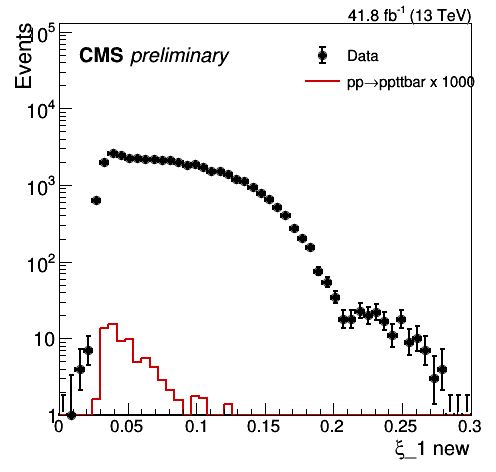 41.8 fb⁻¹ (13 TeV)
Events
CMS preliminary
Data
pp→ppttbar x 1000
10⁵
10⁴
10³
10²
10
1
0 0.05 0.1 0.15 0.2 0.25 0.3
ξ_1 new